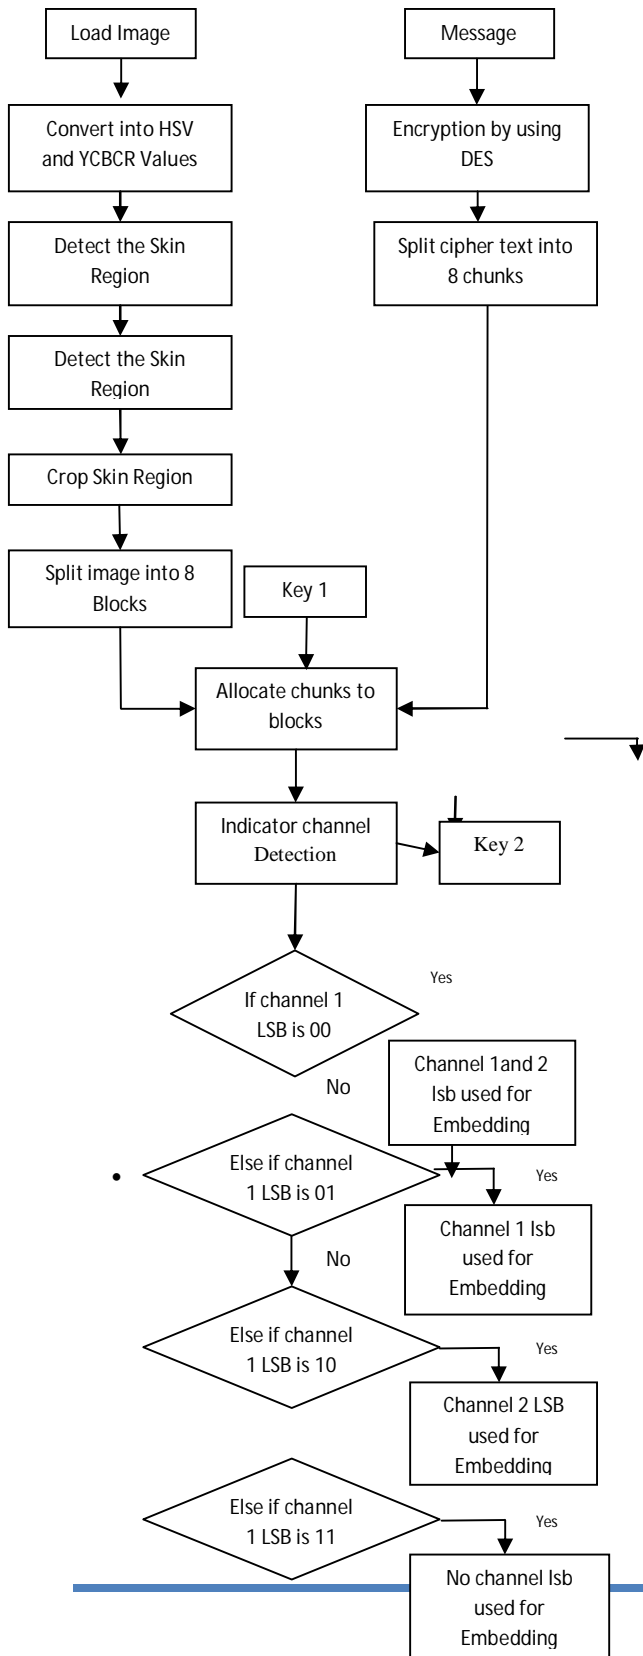 Load Image
Message
Convert into HSV
and YCBCR Values
Encryption by using
DES
Detect the Skin
Region
Split cipher text into
8 chunks
Detect the Skin
Region
Crop Skin Region
Split image into 8
Blocks
Key 1
Allocate chunks to
blocks
Indicator channel
Detection
Key 2
If channel 1
LSB is 00
Yes
No
Channel 1and 2
lsb used for
Embedding
Else if channel
1 LSB is 01
Yes
No
Channel 1 lsb
used for
Embedding
Else if channel
1 LSB is 10
Yes
Channel 2 LSB
used for
Embedding
Else if channel
1 LSB is 11
Yes
No channel lsb
used for
Embedding